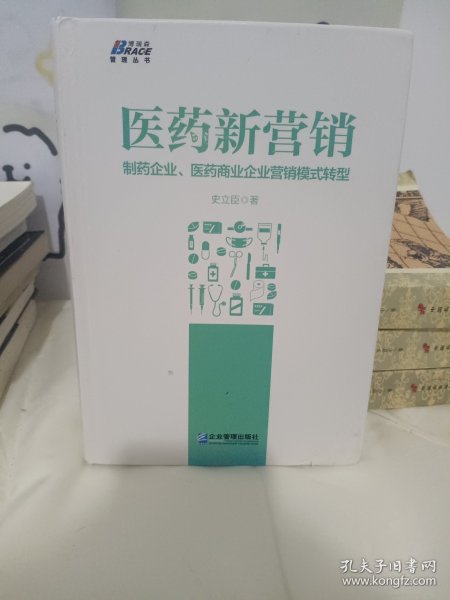 博瑞森
BRACE
管理丛书
医药新营销
制药企业、医药商业企业营销模式转型
史立臣◇著
企业管理出版社
孔夫子旧书网
www.kongfz.com